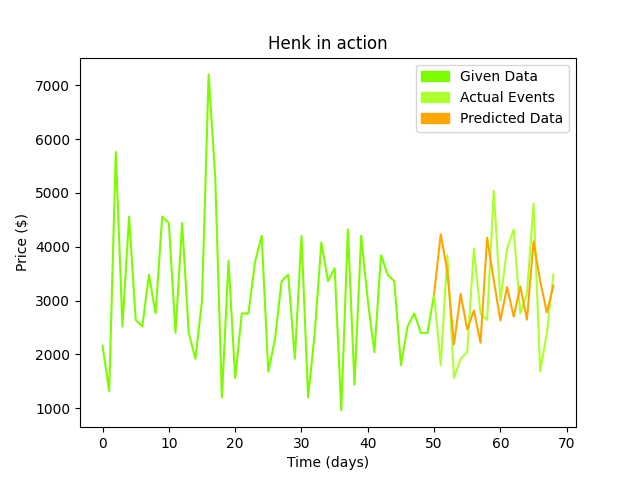 Henk in action
Given Data
Actual Events
Predicted Data
Price ($)
7000
6000
5000
4000
3000
2000
1000
0 10 20 30 40 50 60 70
Time (days)